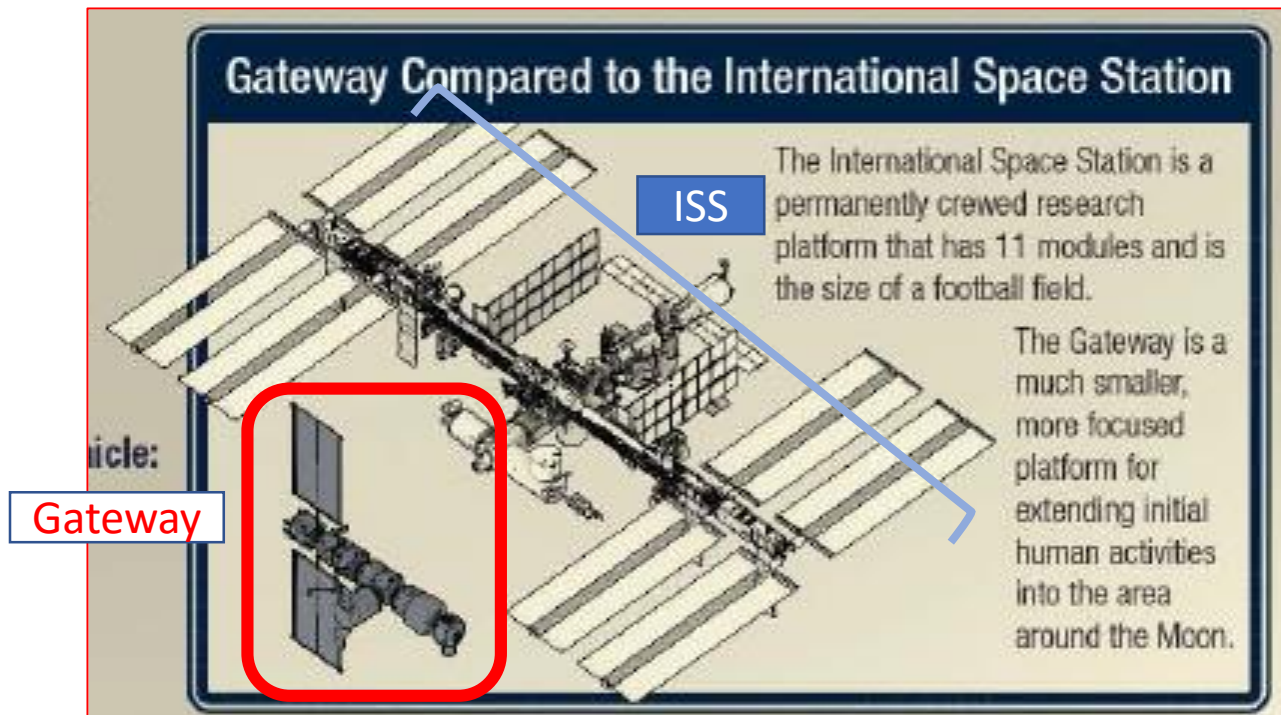 Gateway Compared to the International Space Station
ISS
The International Space Station is a
permanently crewed research
platform that has 11 modules and is
the size of a football field.
The Gateway is a
much smaller,
more focused
platform for
extending initial
human activities
into the area
around the Moon.
icle:
Gateway